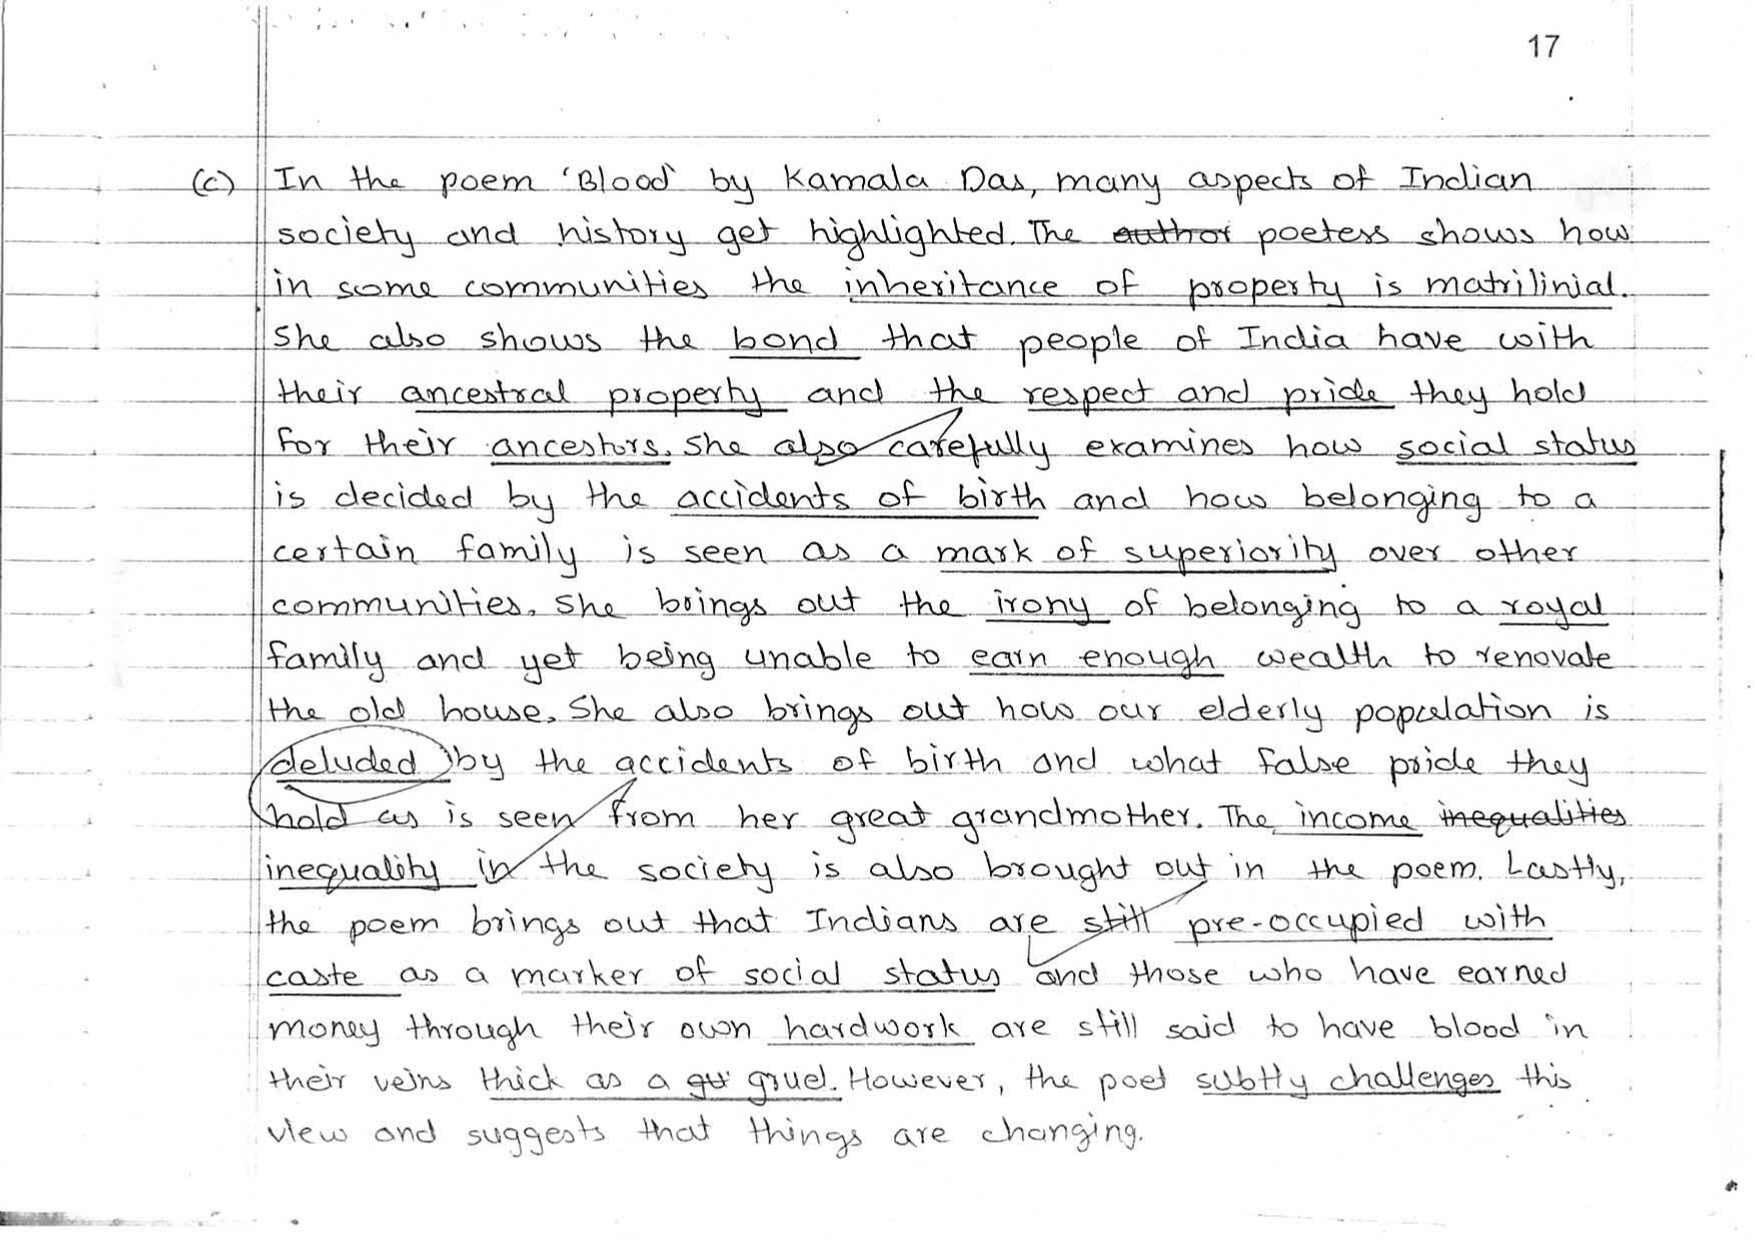 17
(c) In the poem 'Blood' by Kamala Das, many aspects of Indian
society and history get highlighted. The author poetess shows how
in some communities the inheritance of property is matrilinial.
She also shows the bond that people of India have with
their ancestral property and the respect and pride they hold
for their ancestors. She also carefully examines how social status
is decided by the accidents of birth and how belonging to a
certain family is seen as a mark of superiority over other
communities. She brings out the irony of belonging to a royal
family and yet being unable to earn enough wealth to renovate
the old house. She also brings out how our elderly population is
deluded by the accidents of birth and what false pride they
hold as is seen from her great grandmother. The income inequalities
inequality in the society is also brought out in the poem. Lastly,
the poem brings out that Indians are still pre-occupied with
caste as a marker of social status and those who have earned
money through their own hardwork are still said to have blood in
their veins thick as a gruel. However, the poet subtly challenges this
view and suggests that things are changing.